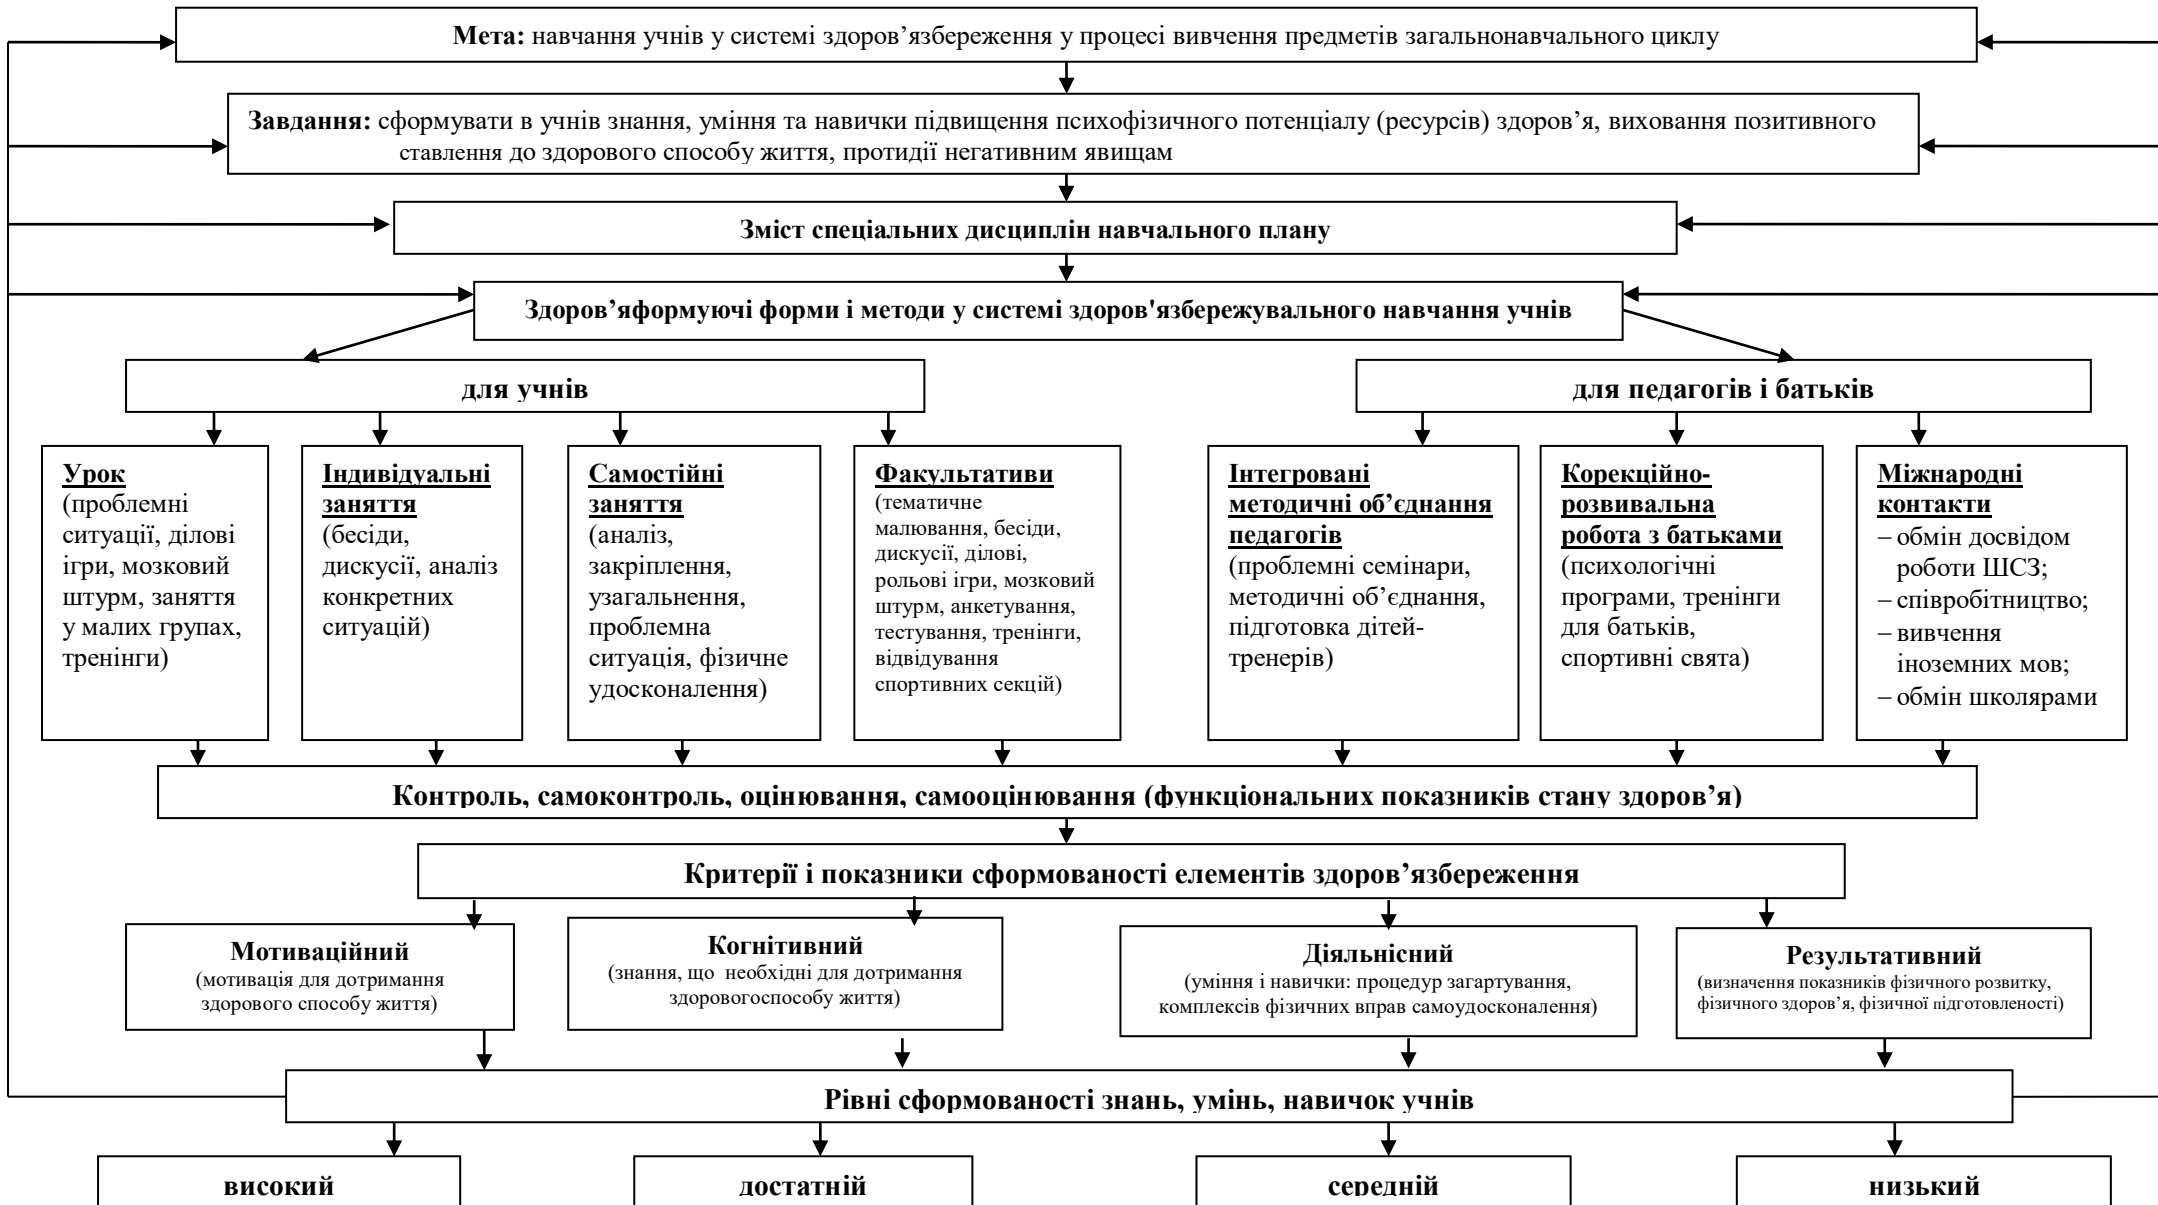 Мета: навчання учнів у системі здоров’язбереження у процесі вивчення предметів загальнонавчального циклу
Завдання: сформувати в учнів знання, уміння та навички підвищення психофізичного потенціалу (ресурсів) здоров’я, виховання позитивного
ставлення до здорового способу життя, протидії негативним явищам
Зміст спеціальних дисциплін навчального плану
Здоров’яформуючі форми і методи у системі здоров'язбережувального навчання учнів
для учнів
для педагогів і батьків
Урок
(проблемні
ситуації, ділові
ігри, мозковий
штурм, заняття
у малих групах,
тренінги)
Індивідуальні
заняття
(бесіди,
дискусії, аналіз
конкретних
ситуацій)
Самостійні
заняття
(аналіз,
закріплення,
узагальнення,
проблемна
ситуація, фізичне
удосконалення)
Факультативи
(тематичне
малювання, бесіди,
дискусії, ділові,
рольові ігри, мозковий
штурм, анкетування,
тестування, тренінги,
відвідування
спортивних секцій)
Інтегровані
методичні об’єднання
педагогів
(проблемні семінари,
методичні об’єднання,
підготовка дітей-
тренерів)
Корекційно-
розвивальна
робота з батьками
(психологічні
програми, тренінги
для батьків,
спортивні свята)
Міжнародні
контакти
– обмін досвідом
роботи ШСЗ;
– співробітництво;
– вивчення
іноземних мов;
– обмін школярами
Контроль, самоконтроль, оцінювання, самооцінювання (функціональних показників стану здоров’я)
Критерії і показники сформованості елементів здоров’язбереження
Мотиваційний
(мотивація для дотримання
здорового способу життя)
Когнітивний
(знання, що необхідні для дотримання
здоровогоспособу життя)
Діяльнісний
(уміння і навички: процедур загартування,
комплексів фізичних вправ самоудосконалення)
Результативний
(визначення показників фізичного розвитку,
фізичного здоров’я, фізичної підготовленості)
Рівні сформованості знань, умінь, навичок учнів
високий
достатній
середній
низький